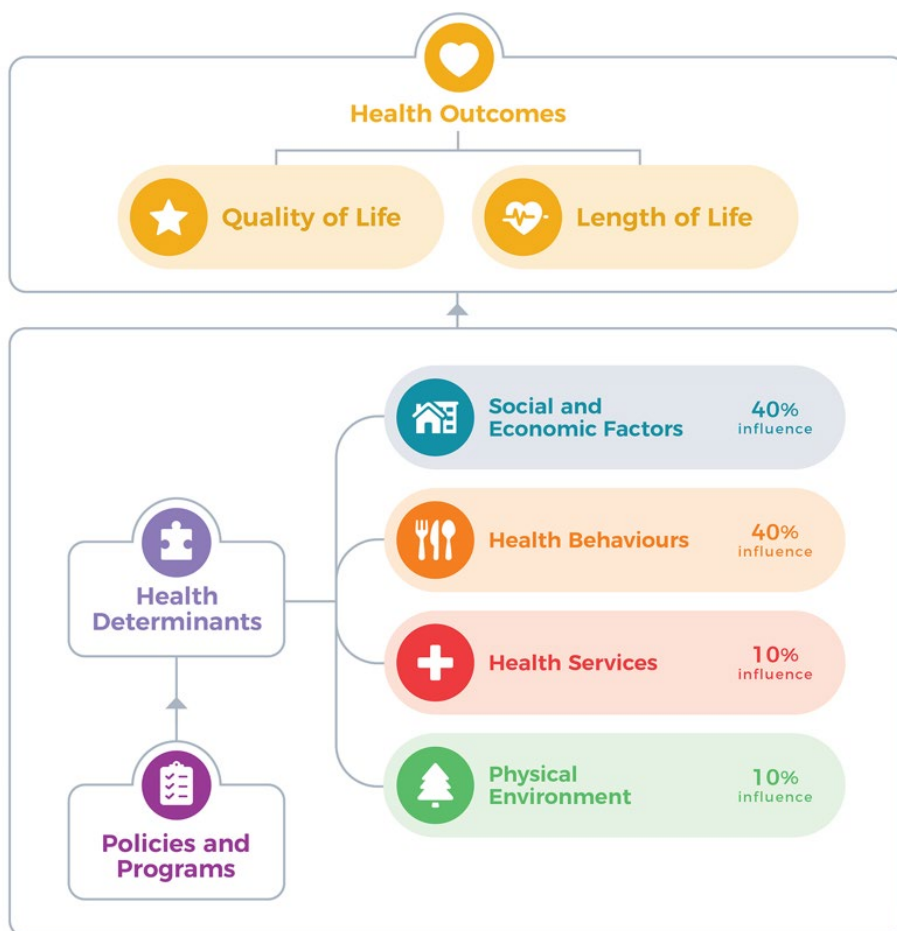 Health Outcomes
Quality of Life
Length of Life
Social and
Economic Factors
40%
influence
Health Behaviours
40%
influence
Health
Determinants
Health Services
10%
influence
Physical
Environment
10%
influence
Policies and
Programs